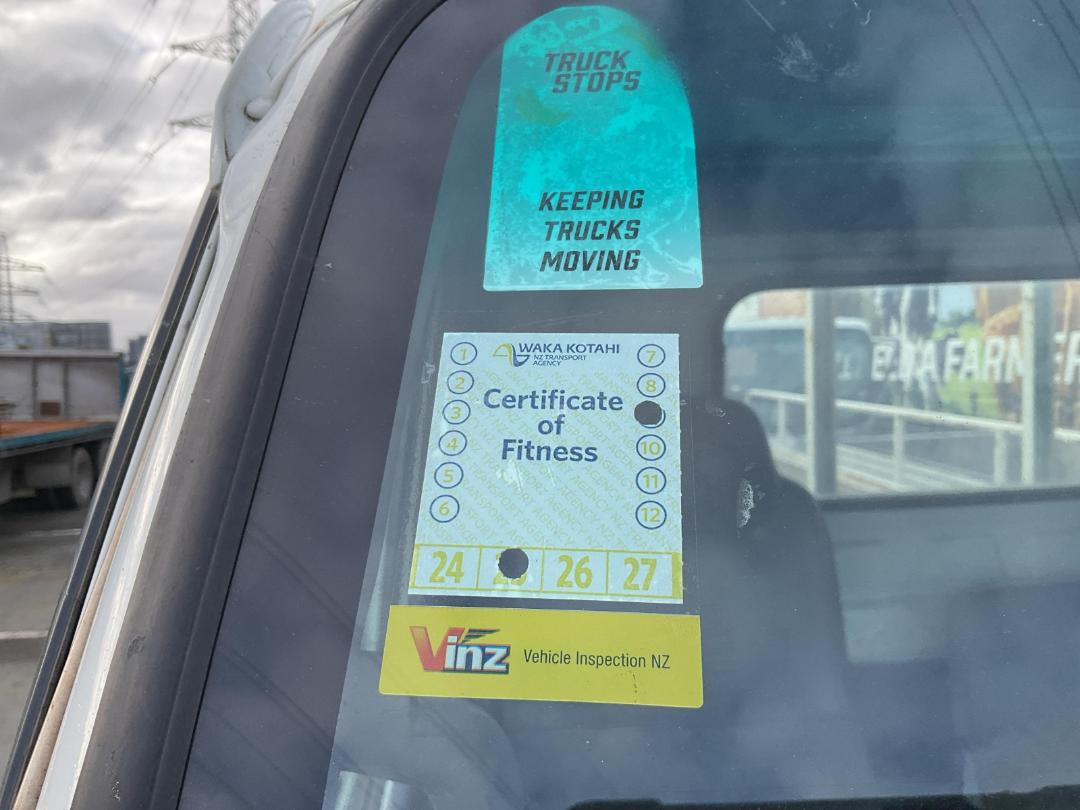 TRUCK
STOPS
KEEPING
TRUCKS
MOVING
WAKA KOTAHI
NZ TRANSPORT
AGENCY
Certificate
of
Fitness
1
2
3
4
5
6
7
8
10
11
12
24 26 27
Vinz Vehicle Inspection NZ